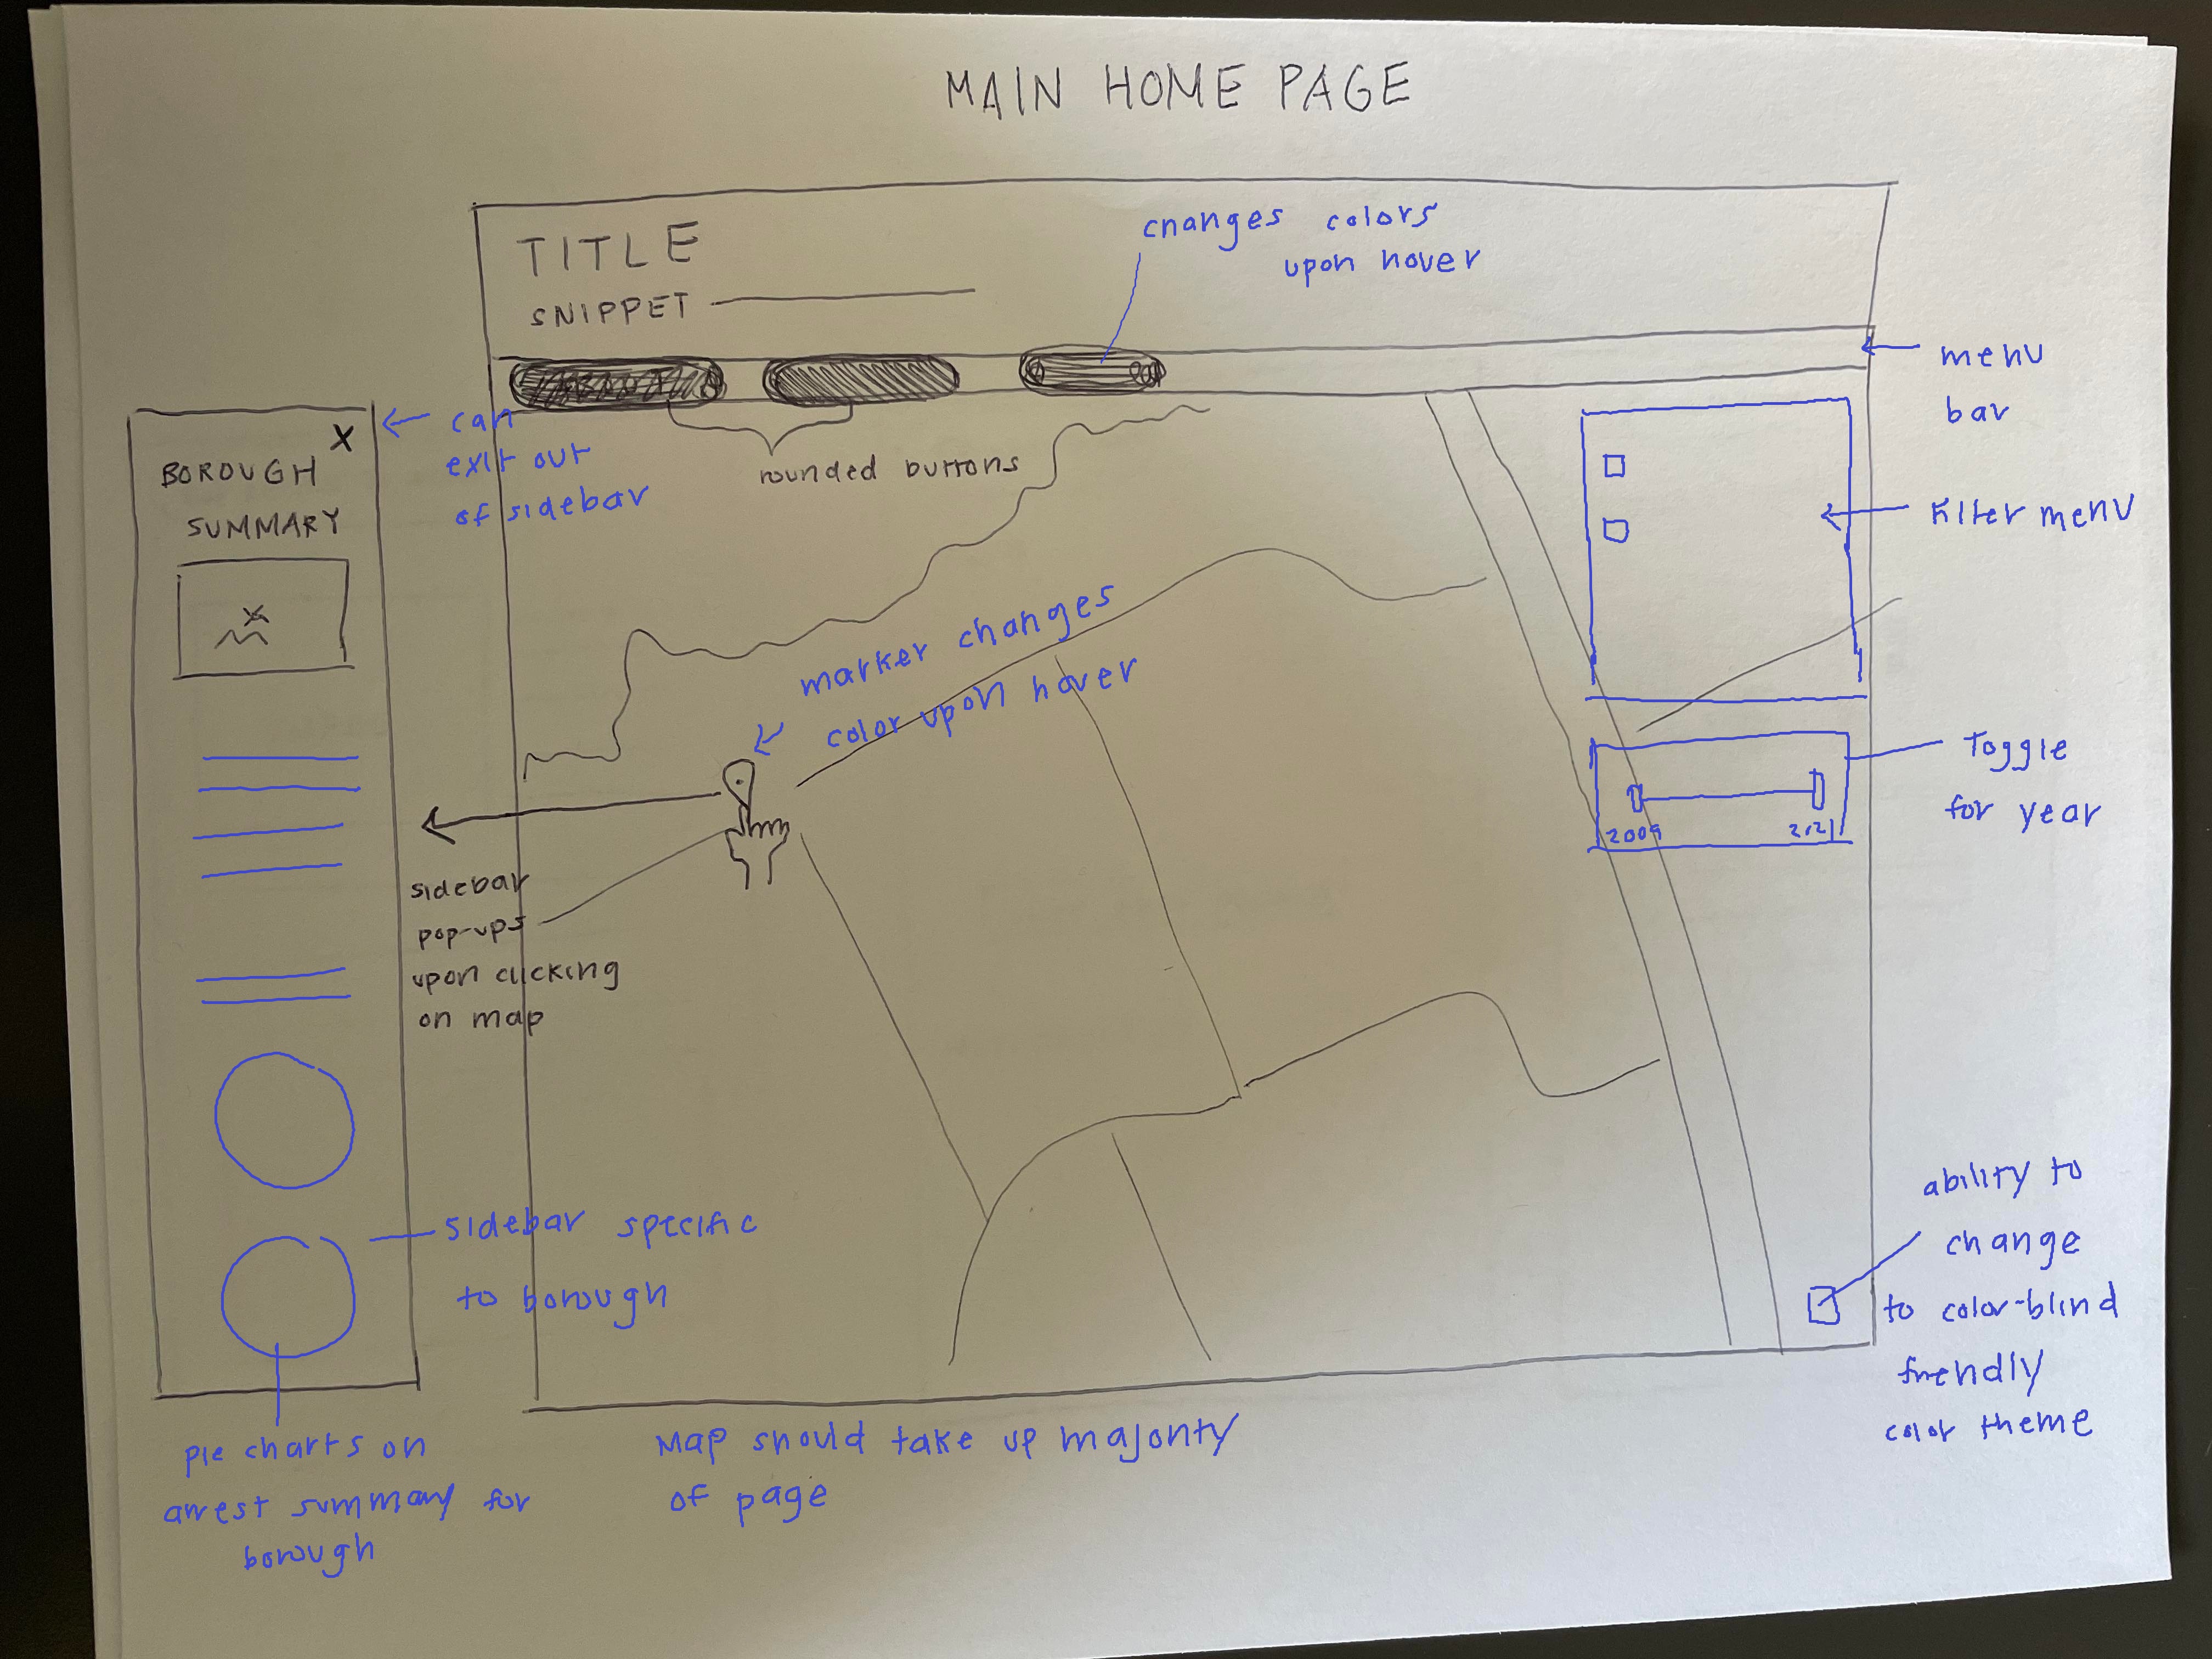 MAIN HOME PAGE
TITLE
SNIPPET
changes colors
upon hover
menu
bar
rounded buttons
can
exit out
of sidebar
X
BOROUGH
SUMMARY
filter menu
marker changes
color upon hover
Toggle
for year
2009
2021
sidebar
pop-ups
upon clicking
on map
sidebar specific
to borough
ability to
change
to color-blind
friendly
color theme
pie charts on
arrest summary for
borough
Map should take up majority
of page